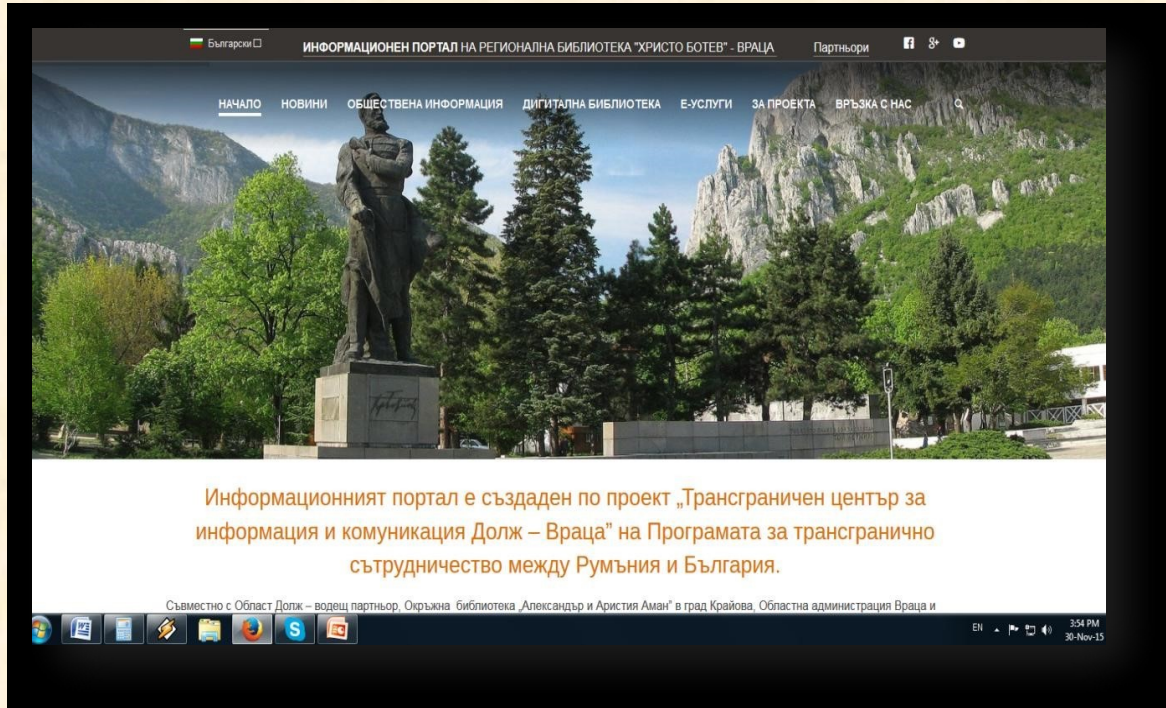 Български
ИНФОРМАЦИОНЕН ПОРТАЛ НА РЕГИОНАЛНА БИБЛИОТЕКА "ХРИСТО БОТЕВ" - ВРАЦА
Партньори
НАЧАЛО НОВИНИ ОБЩЕСТВЕНА ИНФОРМАЦИЯ ДИГИТАЛНА БИБЛИОТЕКА Е-УСЛУГИ ЗА ПРОЕКТА ВРЪЗКА С НАС
Информационният портал е създаден по проект „Трансграничен център за
информация и комуникация Долж – Враца” на Програмата за трансгранично
сътрудничество между Румъния и България.
Съвместно с Област Долж – водещ партньор, Окръжна библиотека „Александър и Аристия Аман” в град Крайова, Областна администрация Враца и
EN
3:54 PM
30-Nov-15